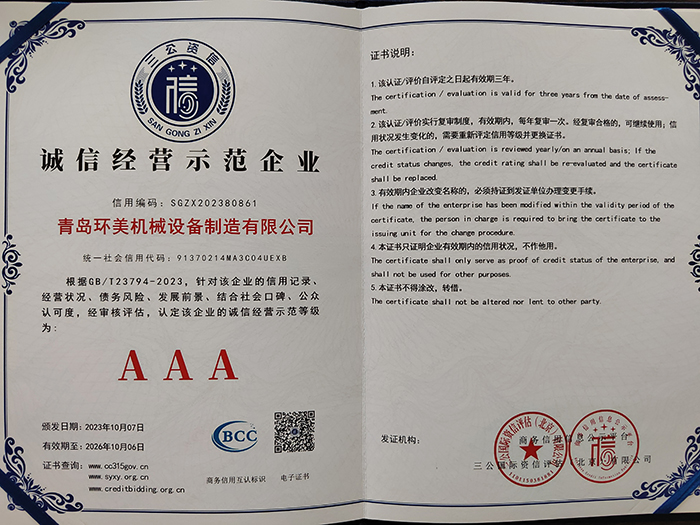 三公资信
信
SAN GONG ZI XIN
诚信经营示范企业
信用编码：SGZX202380861
青岛环美机械设备制造有限公司
统一社会信用代码：91370214MA3C04UEXB
根据GB/T23794-2023，针对该企业的信用记录、
经营状况、债务风险、发展前景、结合社会口碑、公众
认可度，经审核评估，认定该企业的诚信经营示范等级
为：
AAA
颁发日期：2023年10月07日
有效期至：2026年10月06日
证书查询：www.cc315gov.cn
www.syxy.org.cn
www.creditbidding.org.cn
BCC
商务信用互认标识
电子证书
证书说明：
1.该认证/评价自评定之日起有效期三年。
The certification / evaluation is valid for three years from the date of assess-
ment.
2.该认证/评价实行复审制度，有效期内，每年复审一次。经复审合格的，可继续使用；信
用状况发生变化的，需要重新评定信用等级并更换证书。
The certification / evaluation is reviewed yearly/on an annual basis; If the
credit status changes, the credit rating shall be re-evaluated and the certificate
shall be replaced.
3.有效期内企业改变名称的，必须持证到发证单位办理变更手续。
If the name of the enterprise has been modified within the validity period of the
certificate, the person in charge is required to bring the certificate to the
issuing unit for the change procedure.
4.本证书只证明企业有效期内的信用状况，不作他用。
The certificate shall only serve as proof of credit status of the enterprise, and
shall not be used for other purposes.
5.本证书不得涂改，转借。
The certificate shall not be altered nor lent to other party.
发证机构：
商务信用信息公示平台
三公国际资信评估（北京）有限公司